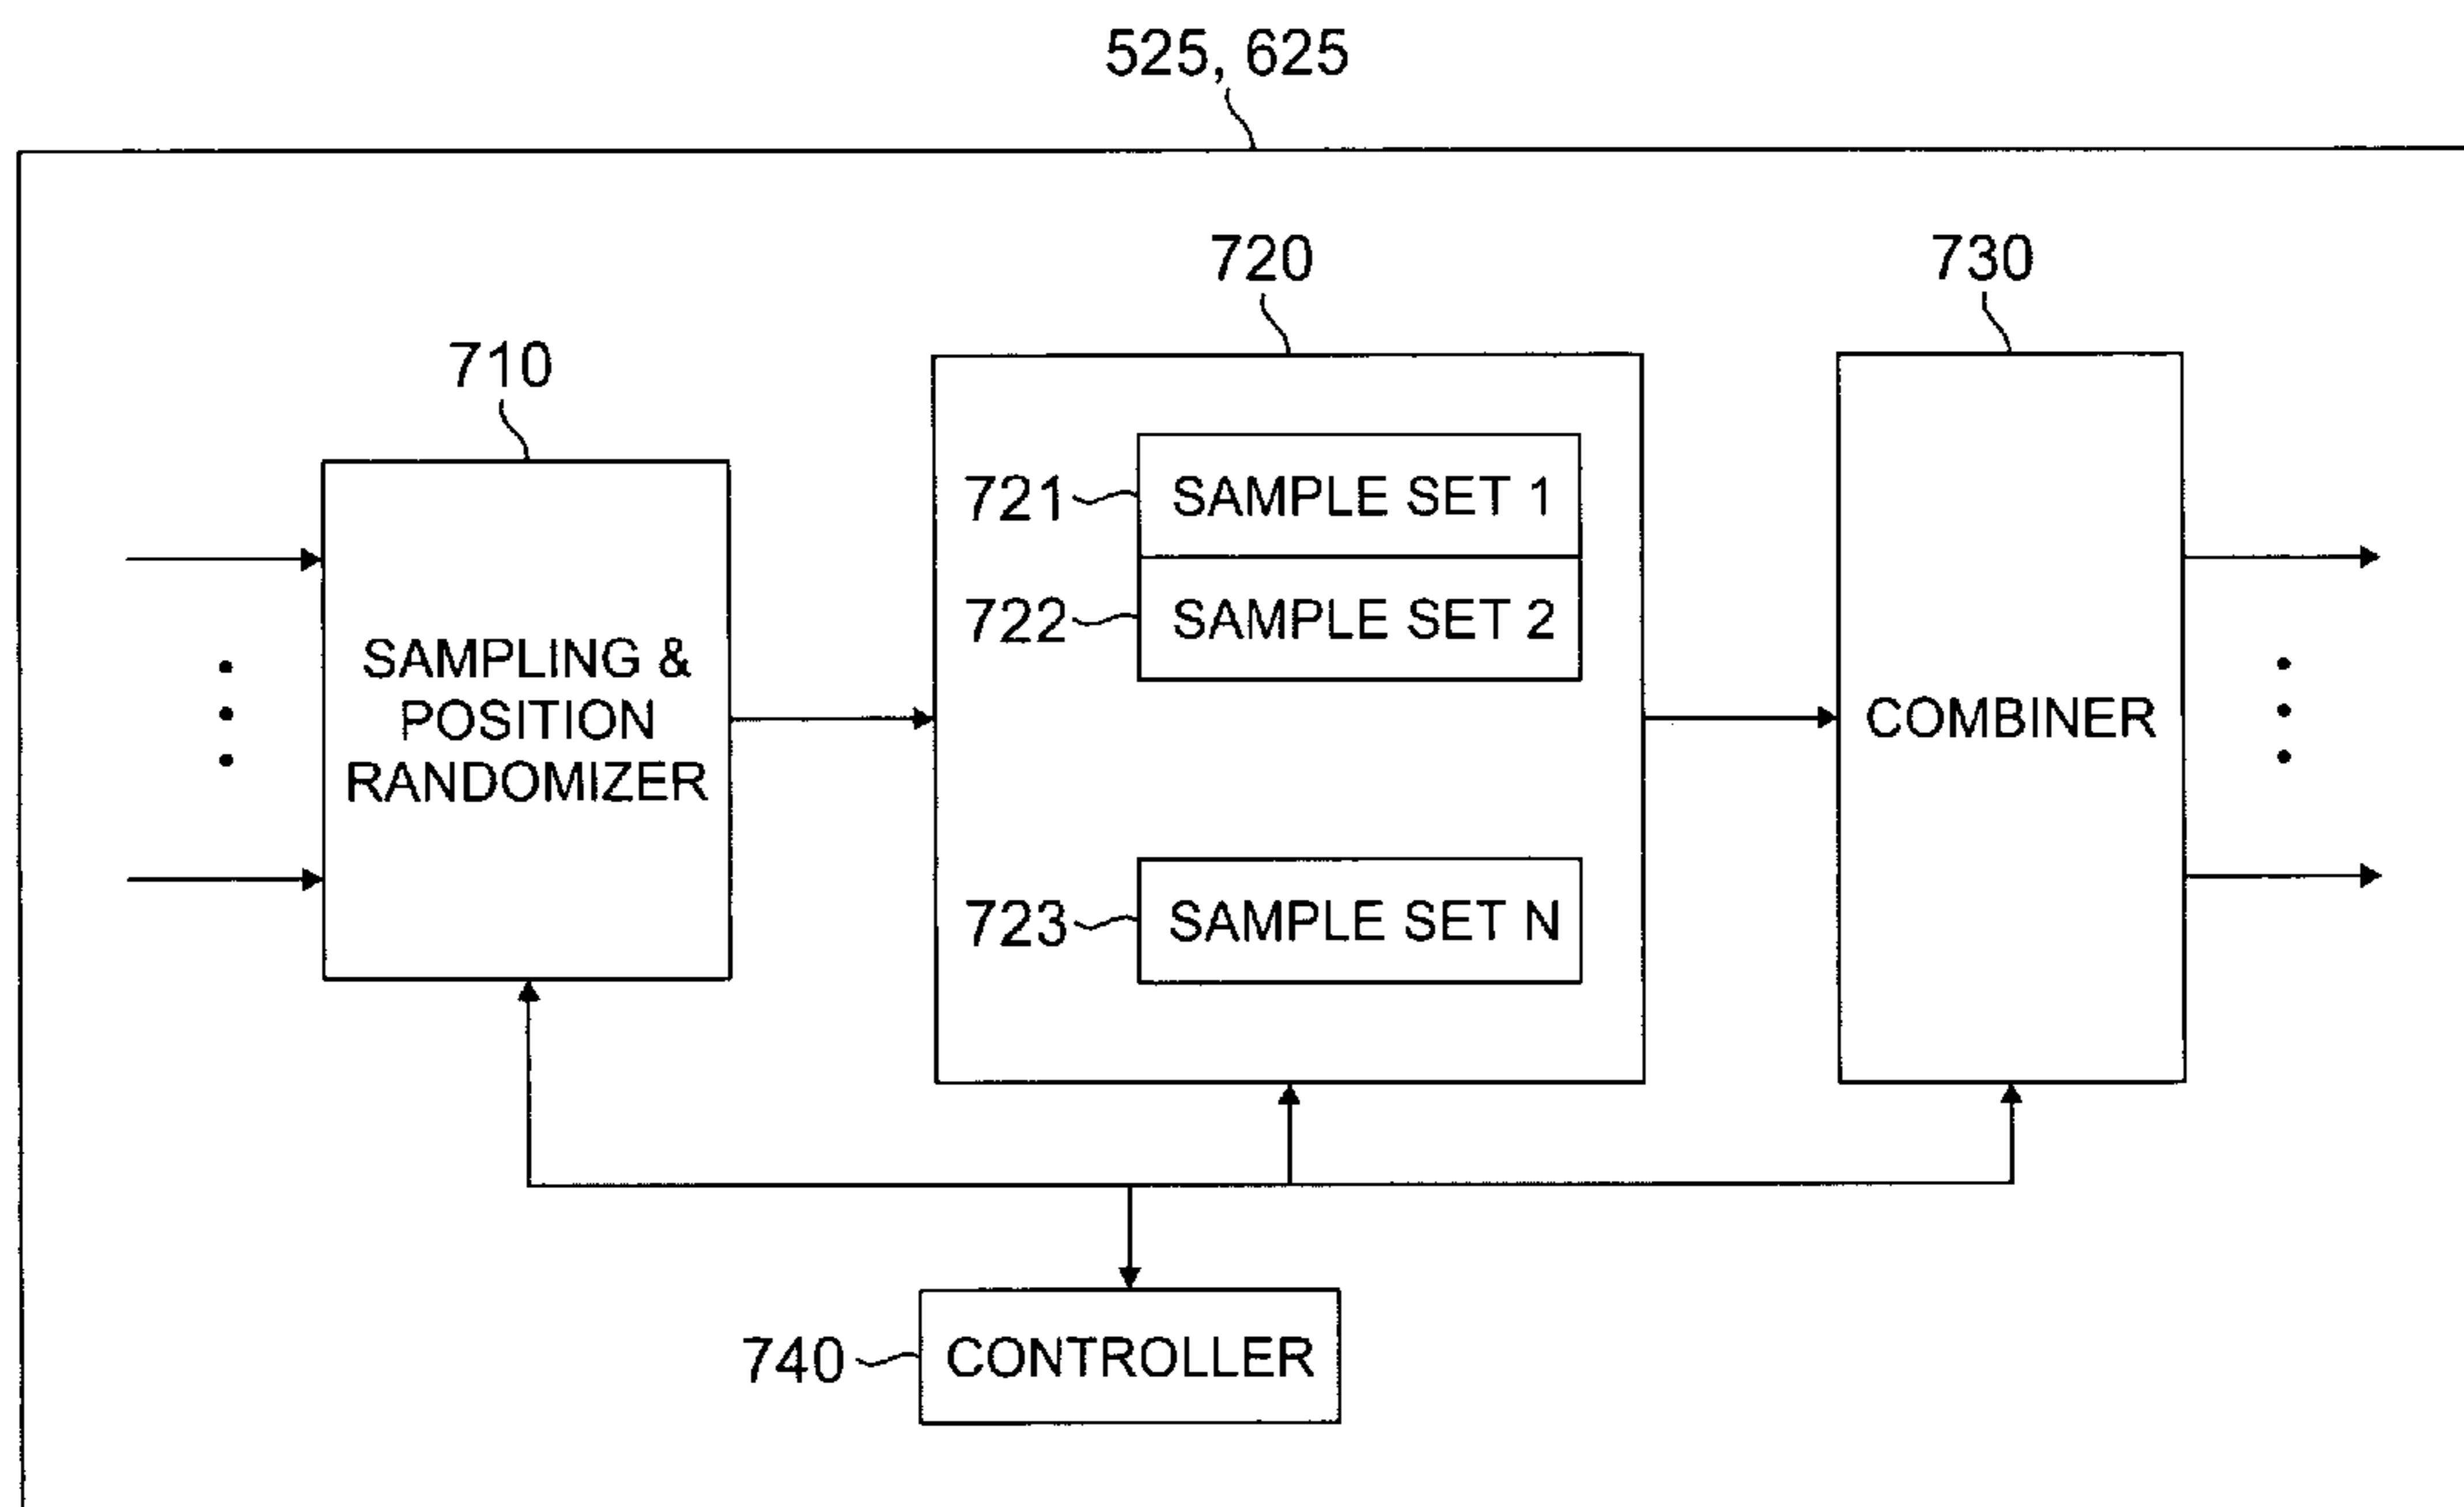 525, 625
720
730
710
721
SAMPLE SET 1
722
SAMPLE SET 2
SAMPLING &
POSITION
RANDOMIZER
COMBINER
723
SAMPLE SET N
740
CONTROLLER